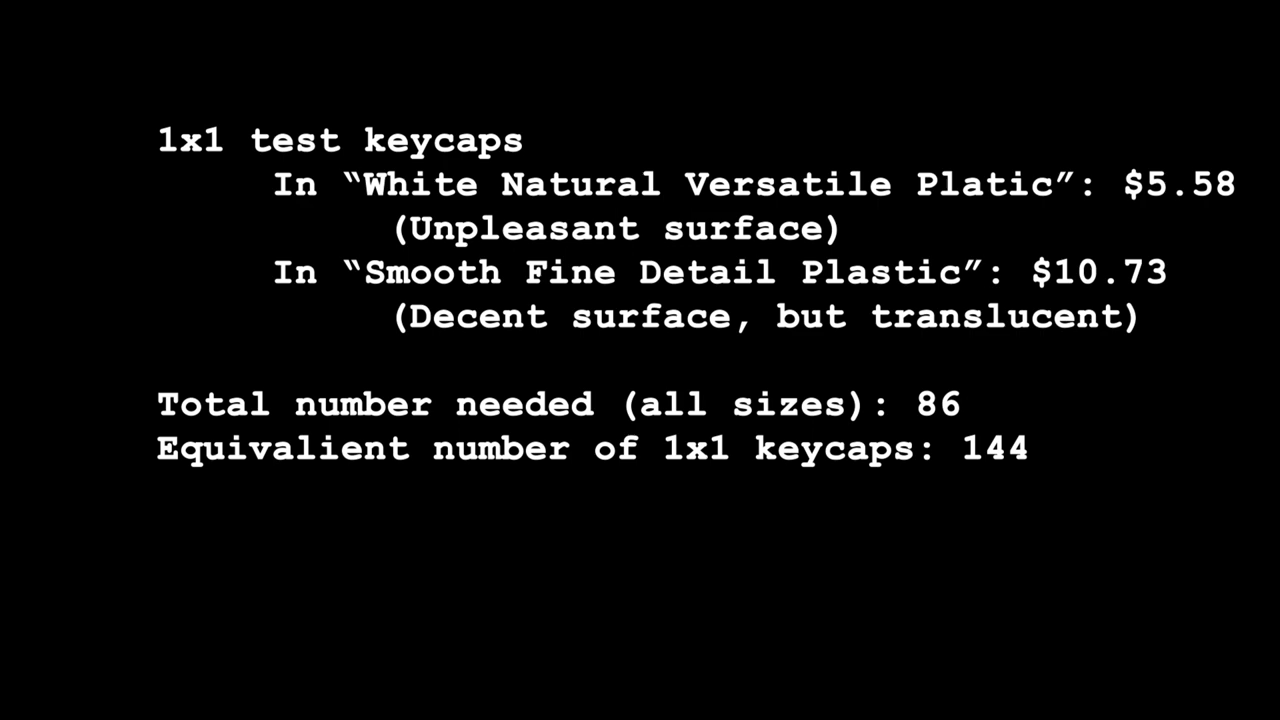 1x1 test keycaps
In “White Natural Versatile Platic”: $5.58
(Unpleasant surface)
In “Smooth Fine Detail Plastic”: $10.73
(Decent surface, but translucent)
Total number needed (all sizes): 86
Equivalient number of 1x1 keycaps: 144